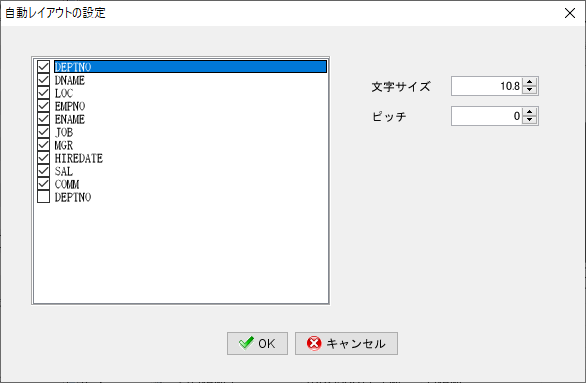 自動レイアウトの設定
DEPTNO
DNAME
LOC
EMPNO
ENAME
JOB
MGR
HIREDATE
SAL
COMM
DEPTNO
文字サイズ 10.8
ピッチ 0
OK キャンセル